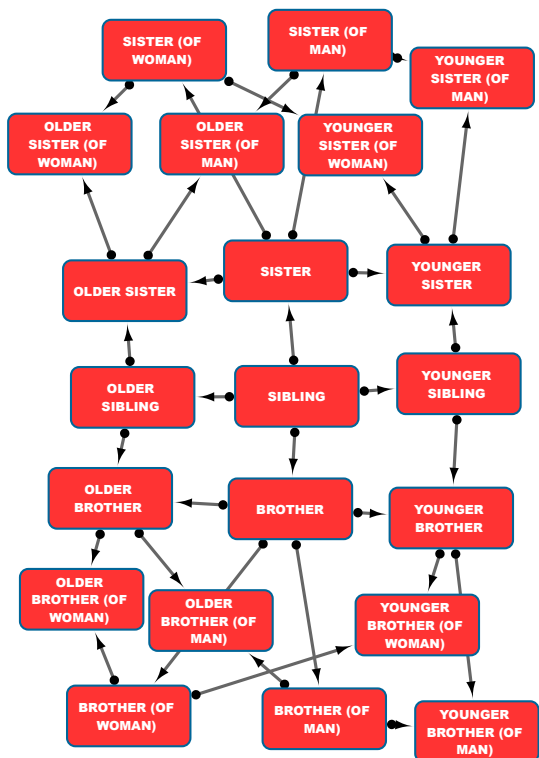 SISTER (OF
WOMAN)
SISTER (OF
MAN)
YOUNGER
SISTER (OF
MAN)
OLDER
SISTER (OF
WOMAN)
OLDER
SISTER (OF
MAN)
YOUNGER
SISTER (OF
WOMAN)
OLDER SISTER
SISTER
YOUNGER
SISTER
OLDER
SIBLING
SIBLING
YOUNGER
SIBLING
OLDER
BROTHER
BROTHER
YOUNGER
BROTHER
OLDER
BROTHER (OF
WOMAN)
OLDER
BROTHER (OF
MAN)
YOUNGER
BROTHER (OF
WOMAN)
BROTHER (OF
WOMAN)
BROTHER (OF
MAN)
YOUNGER
BROTHER (OF
MAN)